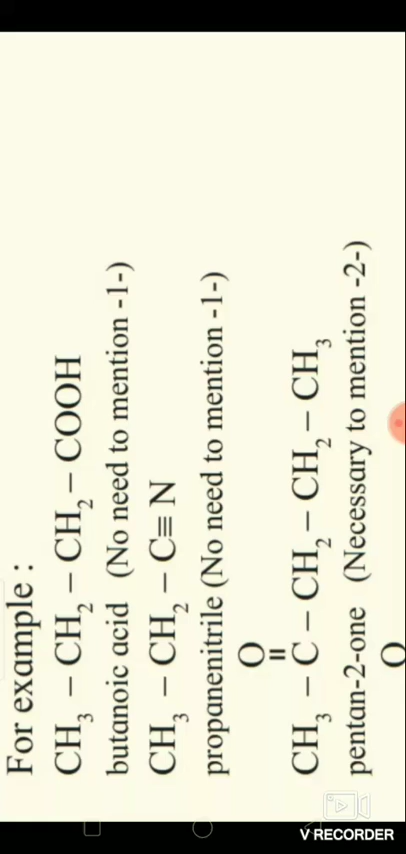 For example :
CH₃ – CH₂ – CH₂ – COOH
butanoic acid (No need to mention -1-)
CH₃ – CH₂ – C≡N
propanenitrile (No need to mention -1-)
O
||
CH₃ – C – CH₂ – CH₂ – CH₃
pentan-2-one (Necessary to mention -2-)
O
V RECORDER